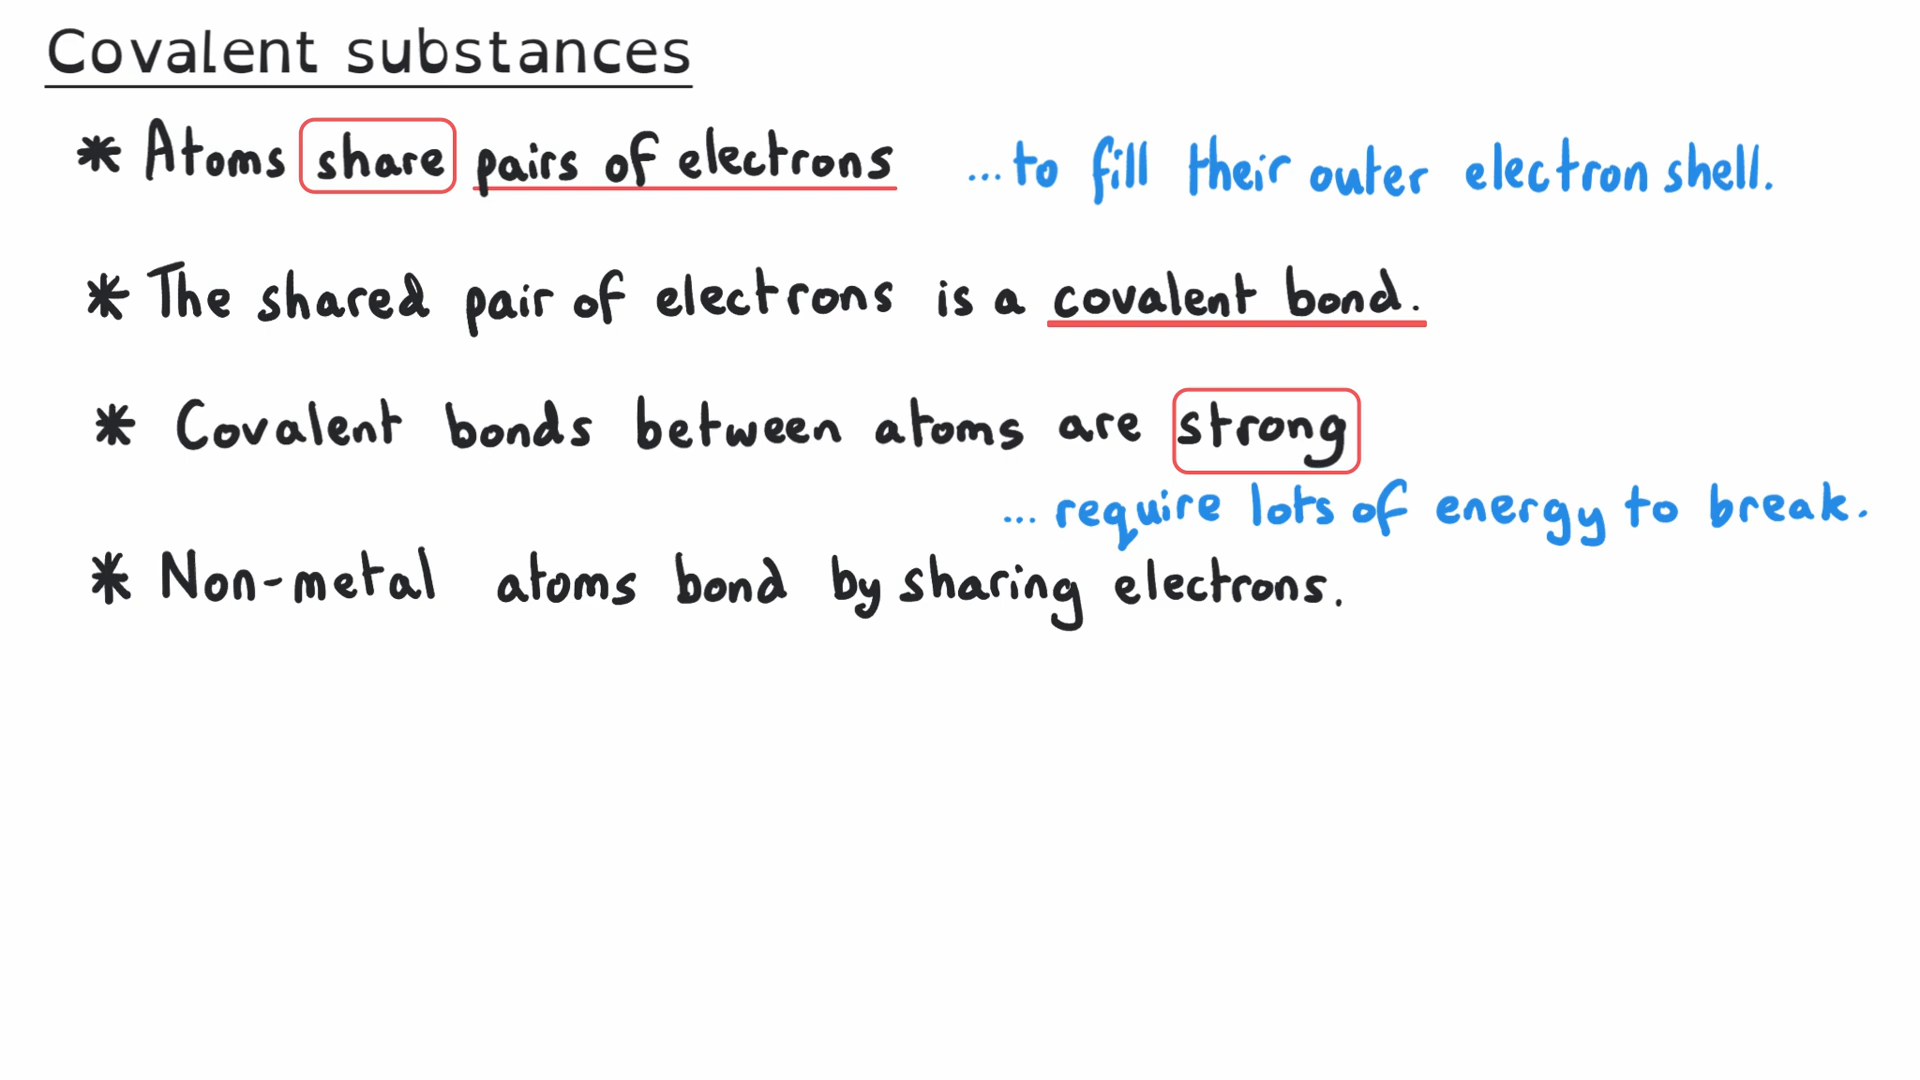 Covalent substances
* Atoms share pairs of electrons ...to fill their outer electron shell.
* The shared pair of electrons is a covalent bond.
* Covalent bonds between atoms are strong
... require lots of energy to break.
* Non-metal atoms bond by sharing electrons.